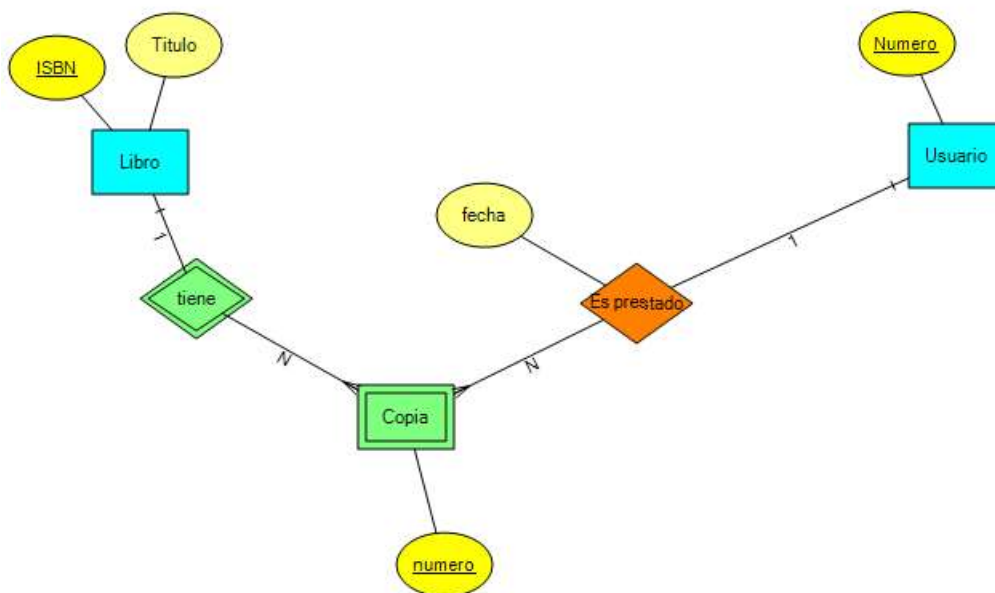 Titulo
Numero
ISBN
Libro
Usuario
fecha
1
1
tiene
Es prestado
N
N
Copia
numero